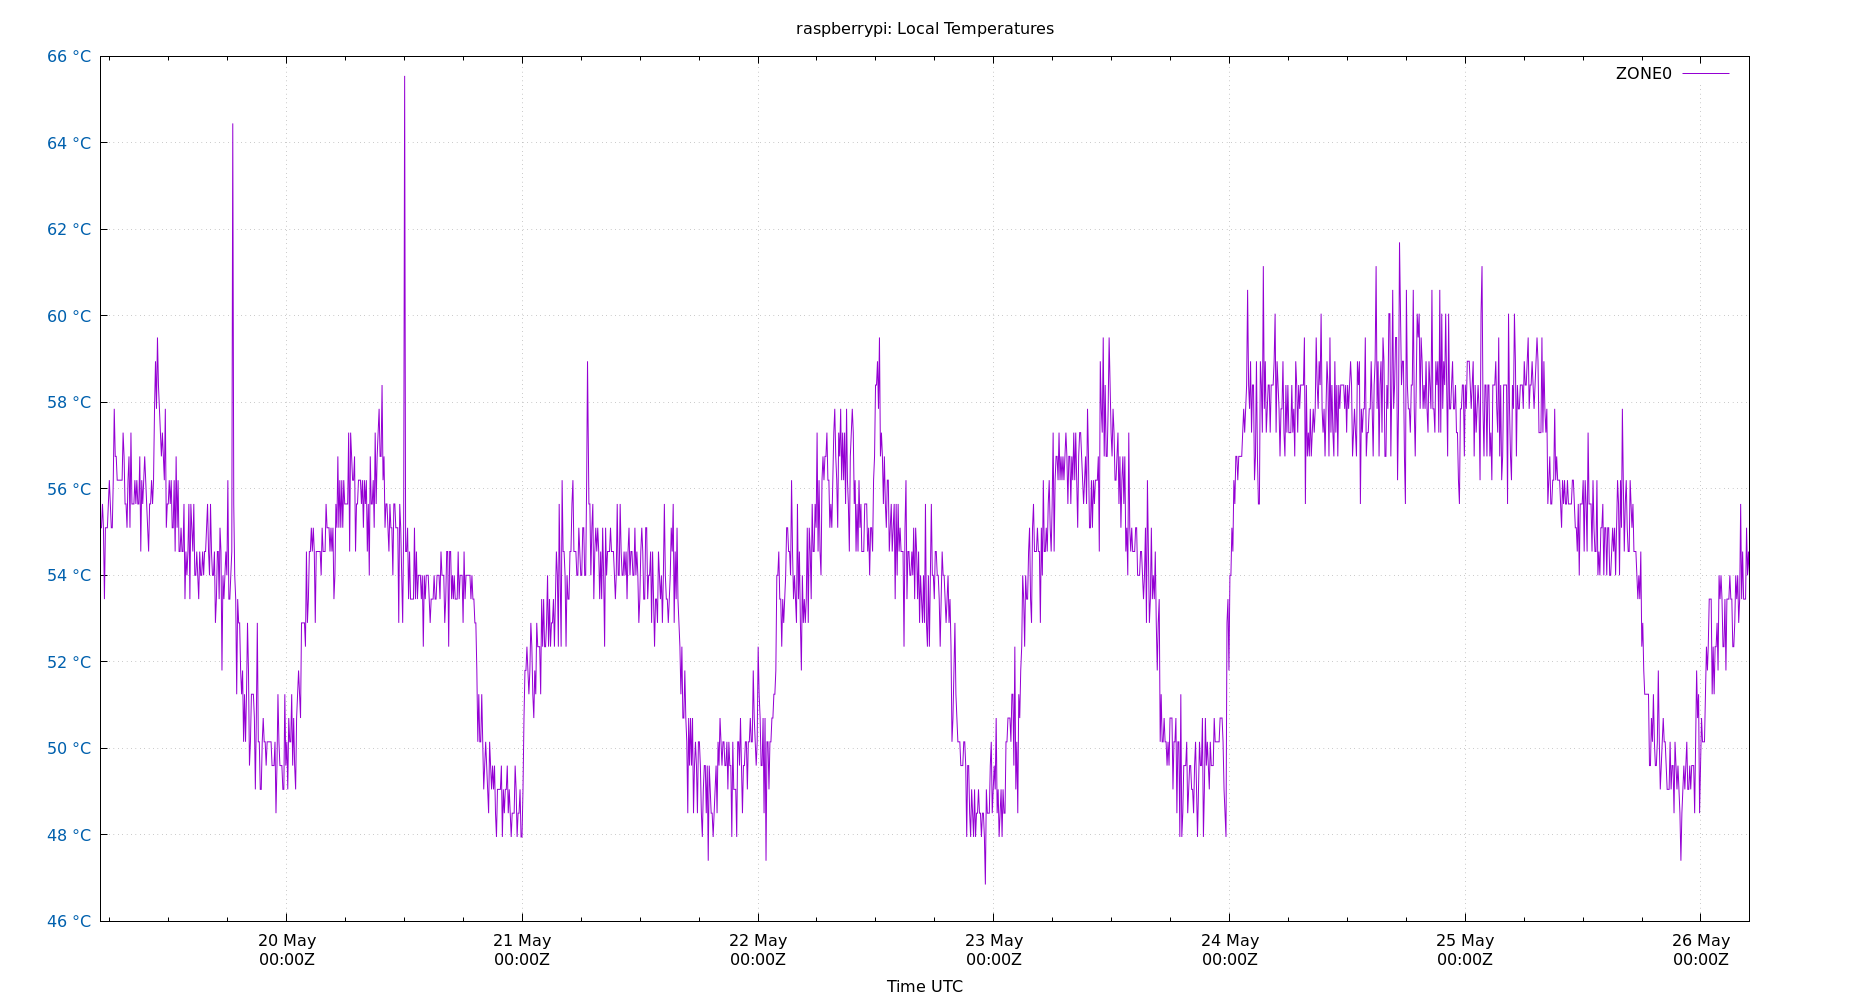 raspberrypi: Local Temperatures
66 °C
ZONE0
64 °C
62 °C
60 °C
58 °C
56 °C
54 °C
52 °C
50 °C
48 °C
46 °C
20 May 21 May 22 May 23 May 24 May 25 May 26 May
00:00Z 00:00Z 00:00Z 00:00Z 00:00Z 00:00Z 00:00Z
Time UTC